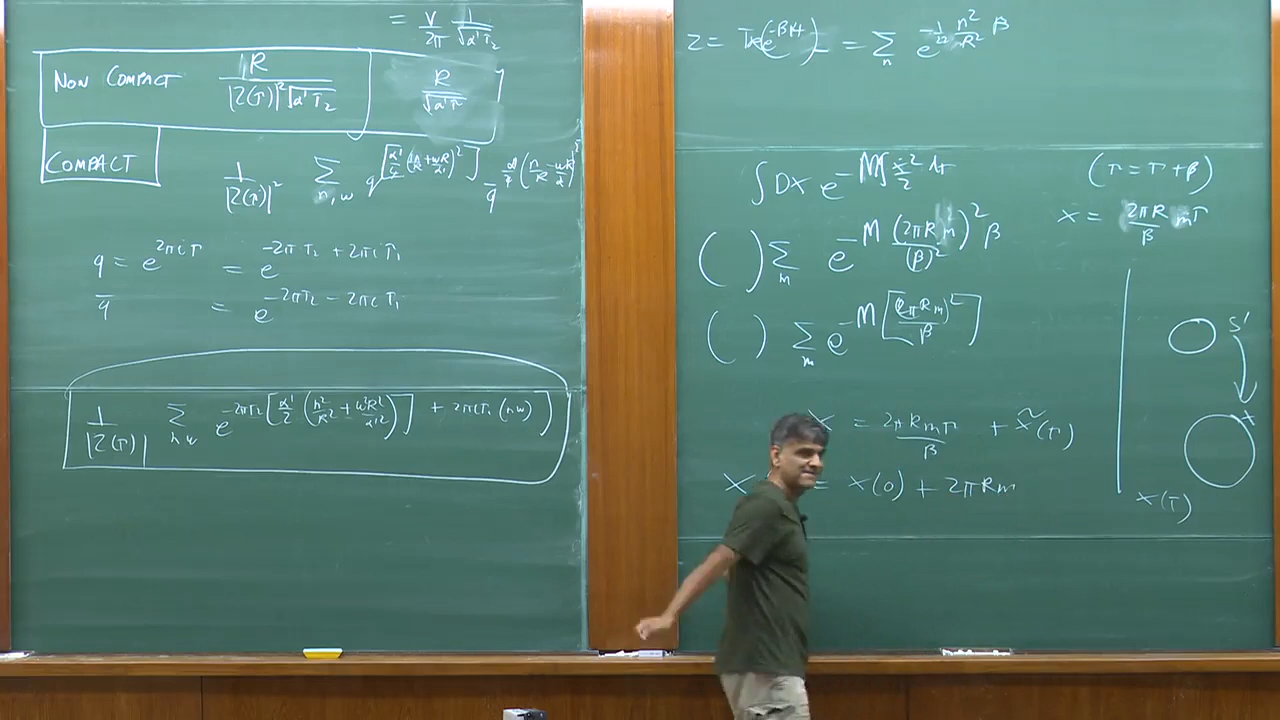 = V/2π 1/√α'τ₂
NON COMPACT R/|Z(τ)|²√α'τ₂ R/√α'τ
COMPACT
1/|Z(τ)|² Σ_{n,w} q^[α'/4 (n/R + wR/α')²] q̄^α'/4 (n/R - wR/α')²
q = e^{2πiτ} = e^{-2πτ₂ + 2πiτ₁}
q̄ = e^{-2πτ₂ - 2πiτ₁}
1/|Z(τ)| Σ_{n w} e^{-2πτ₂[α'/2 (n²/R² + w²R²/α'²)] + 2πiτ₁(nw)}
Z = Tr(e^{-βH}) = Σ_n e^{-1/2 n²/R² β}
∫DX e^{-M∫ẋ²/2 dτ} (τ = τ + β)
x = 2πR/β mτ
( ) Σ_m e^{-M (2πRm)²/(β)² β}
( ) Σ_m e^{-M[(2πRm)²/β]}
S'
X = 2πRmτ/β + x̃(τ)
X
= X(0) + 2πRm
X(τ)